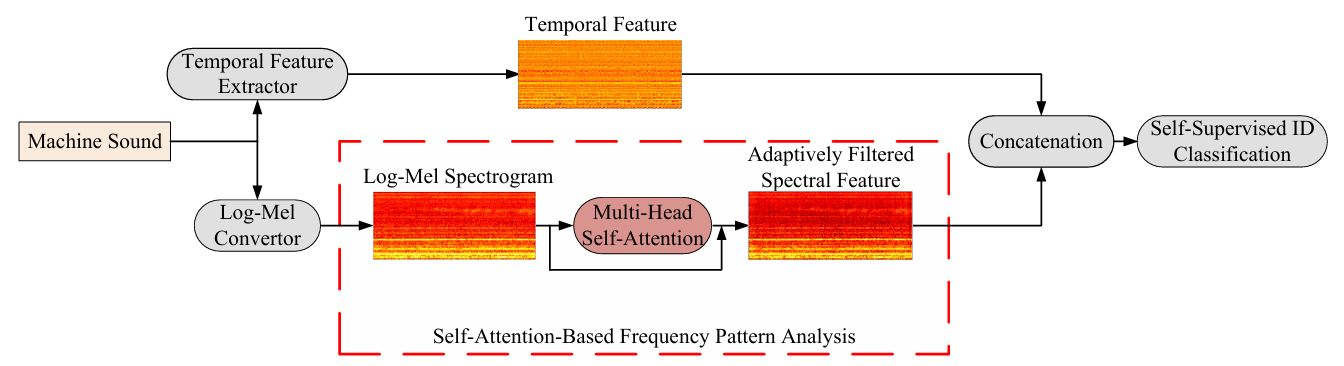 Temporal Feature
Temporal Feature
Extractor
Machine Sound
Concatenation
Self-Supervised ID
Classification
Log-Mel Spectrogram
Adaptively Filtered
Spectral Feature
Log-Mel
Convertor
Multi-Head
Self-Attention
Self-Attention-Based Frequency Pattern Analysis